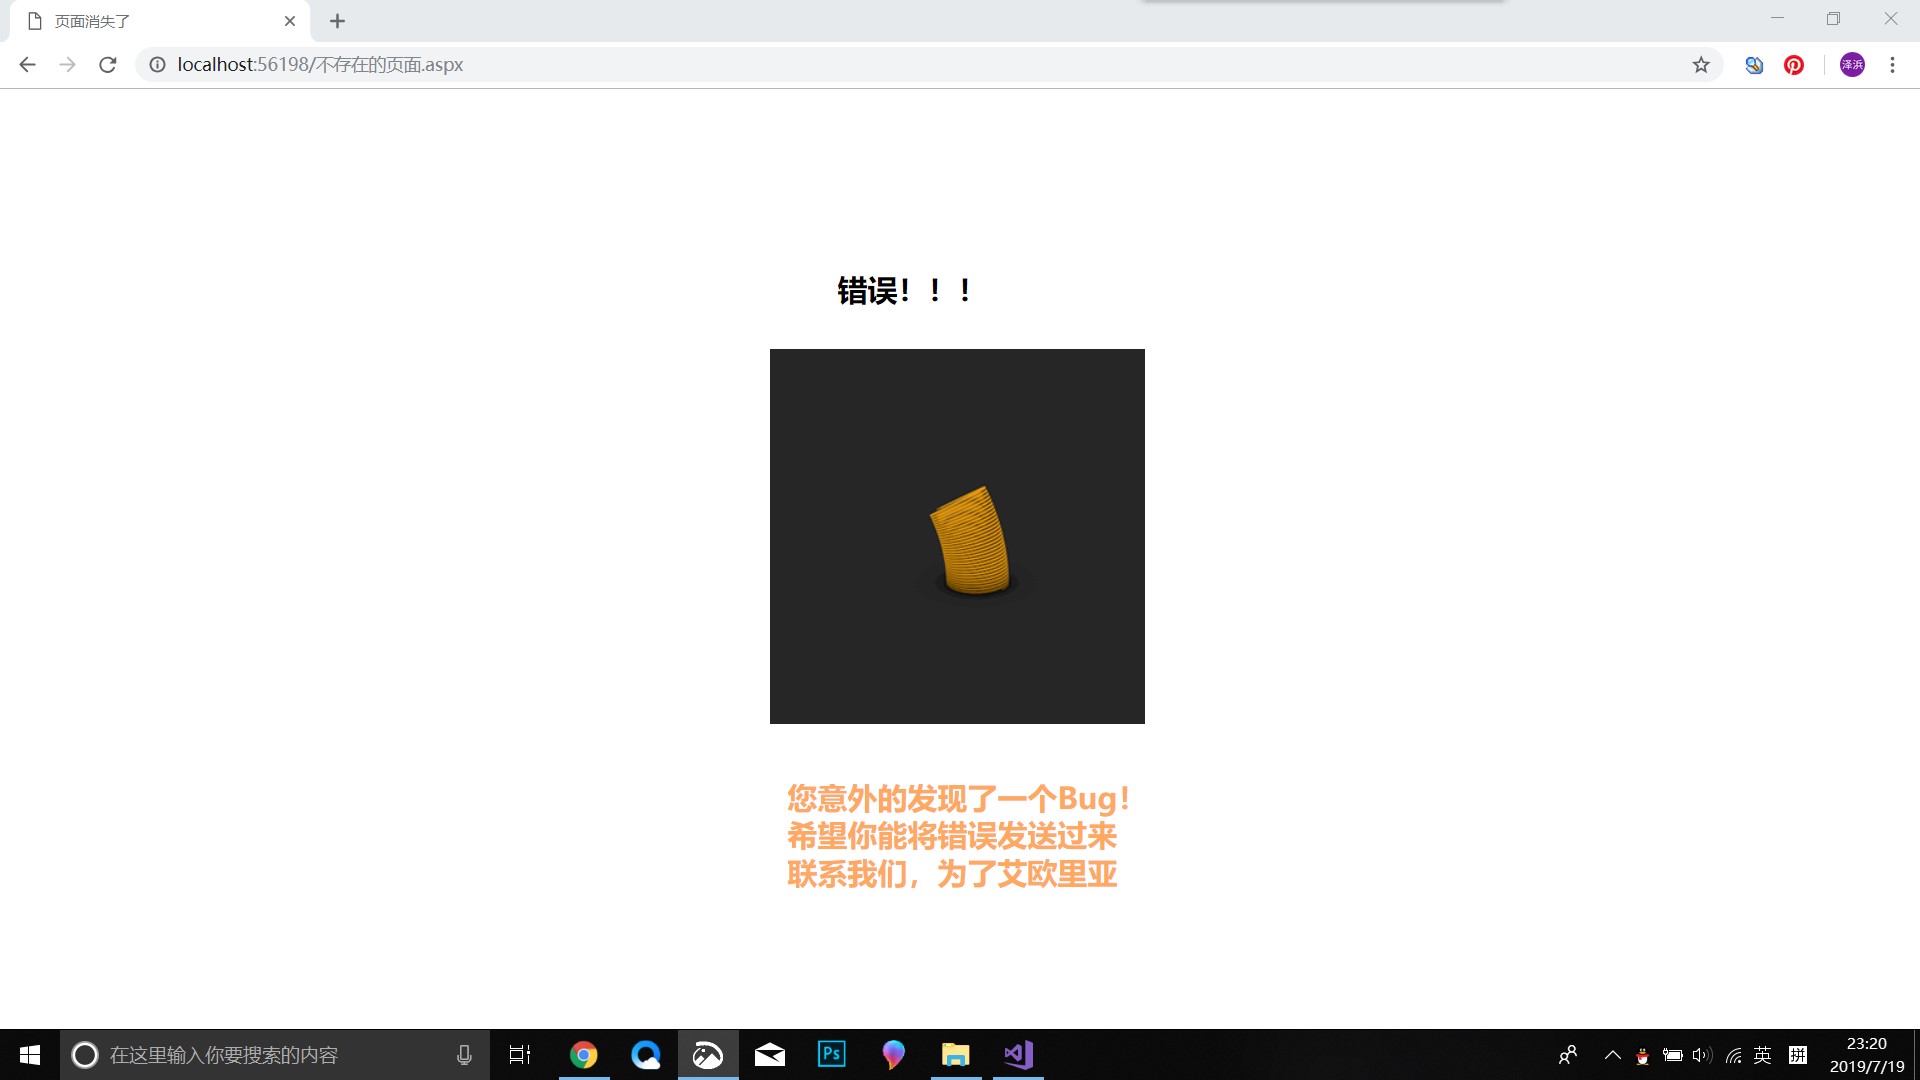 页面消失了
localhost:56198/不存在的页面.aspx
泽浜
错误！！！
您意外的发现了一个Bug！
希望你能将错误发送过来
联系我们，为了艾欧里亚
在这里输入你要搜索的内容
Ps
英
拼
23:20
2019/7/19